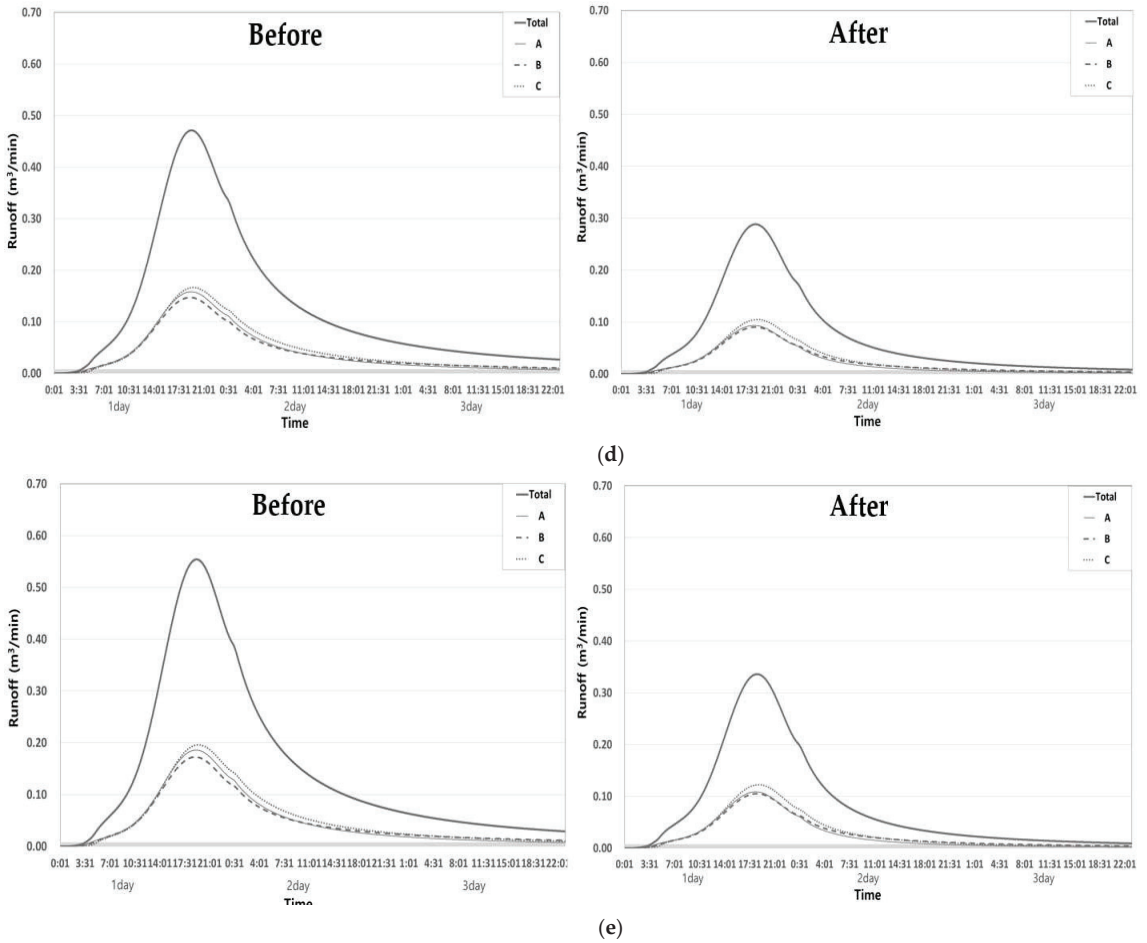 Before
Total
A
B
C
0.70
0.60
0.50
0.40
0.30
0.20
0.10
0.00
Runoff (m³/min)
0:01 3:31 7:01 10:31 14:01 17:31 21:01 0:31 4:01 7:31 11:01 14:31 18:01 21:31 1:01 4:31 8:01 11:31 15:01 18:31 22:01
1day 2day 3day
Time
After
Total
A
B
C
0.70
0.60
0.50
0.40
0.30
0.20
0.10
0.00
Runoff (m³/min)
0:01 3:31 7:01 10:31 14:01 17:31 21:01 0:31 4:01 7:31 11:01 14:31 18:01 21:31 1:01 4:31 8:01 11:31 15:01 18:31 22:01
1day 2day 3day
Time
(d)
Before
Total
A
B
C
0.70
0.60
0.50
0.40
0.30
0.20
0.10
0.00
Runoff (m³/min)
0:01 3:31 7:01 10:31 14:01 17:31 21:01 0:31 4:01 7:31 11:01 14:31 18:01 21:31 1:01 4:31 8:01 11:31 15:01 18:31
1day 2day 3day
Time
After
Total
A
B
C
0.70
0.60
0.50
0.40
0.30
0.20
0.10
0.00
Runoff (m³/min)
0:01 3:31 7:01 10:31 14:01 17:31 21:01 0:31 4:01 7:31 11:01 14:31 18:01 21:31 1:01 4:31 8:01 11:31 15:01 18:31 22:01
1day 2day 3day
Time
(e)